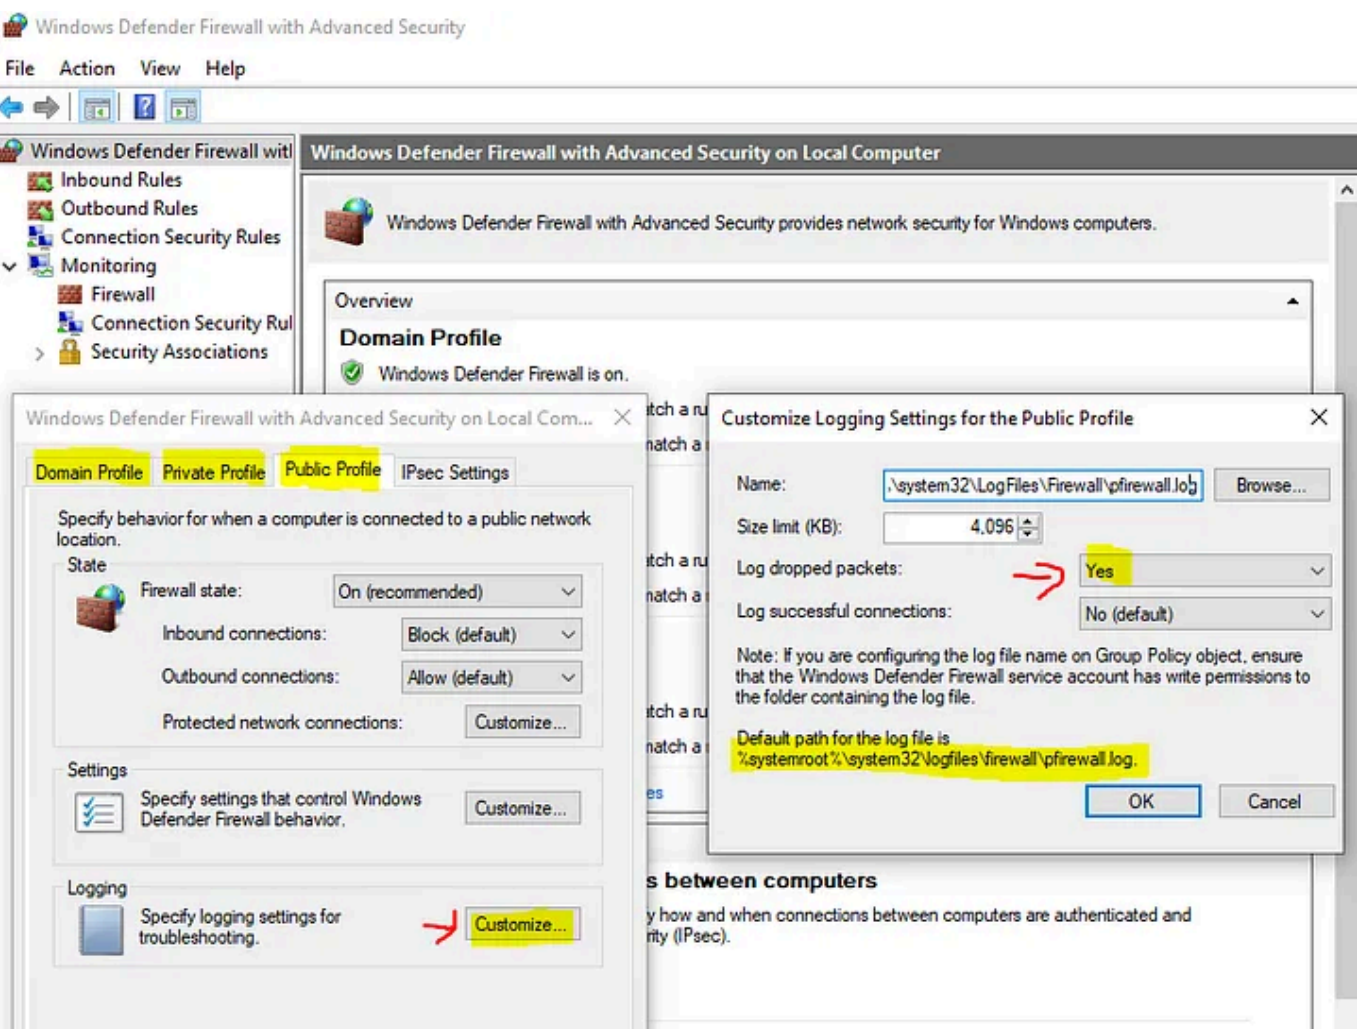 Windows Defender Firewall with Advanced Security
File Action View Help
Windows Defender Firewall with
Inbound Rules
Outbound Rules
Connection Security Rules
Monitoring
Firewall
Connection Security Rul
Security Associations
Windows Defender Firewall with Advanced Security on Local Computer
Windows Defender Firewall with Advanced Security provides network security for Windows computers.
Overview
Domain Profile
Windows Defender Firewall is on.
Windows Defender Firewall with Advanced Security on Local Com...
Domain Profile Private Profile Public Profile IPsec Settings
Specify behavior for when a computer is connected to a public network
location.
State
Firewall state: On (recommended)
Inbound connections: Block (default)
Outbound connections: Allow (default)
Protected network connections: Customize...
Settings
Specify settings that control Windows
Defender Firewall behavior.
Customize...
Logging
Specify logging settings for
troubleshooting.
Customize...
Customize Logging Settings for the Public Profile
Name: \system32\LogFiles\Firewall\pfirewall.log Browse...
Size limit (KB): 4,096
Log dropped packets: Yes
Log successful connections: No (default)
Note: If you are configuring the log file name on Group Policy object, ensure
that the Windows Defender Firewall service account has write permissions to
the folder containing the log file.
Default path for the log file is
%systemroot%\system32\logfiles\firewall\pfirewall.log.
OK Cancel
s between computers
y how and when connections between computers are authenticated and
rity (IPsec).